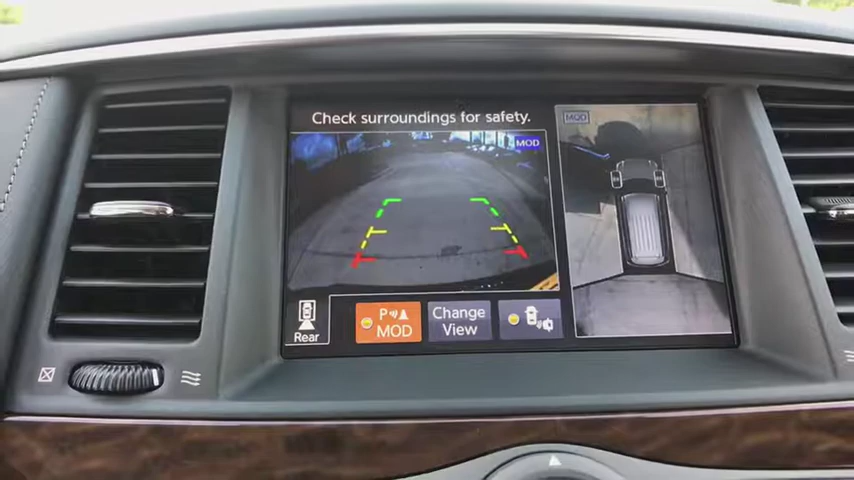 Check surroundings for safety.
MOD
MOD
Rear
P
MOD
Change
View